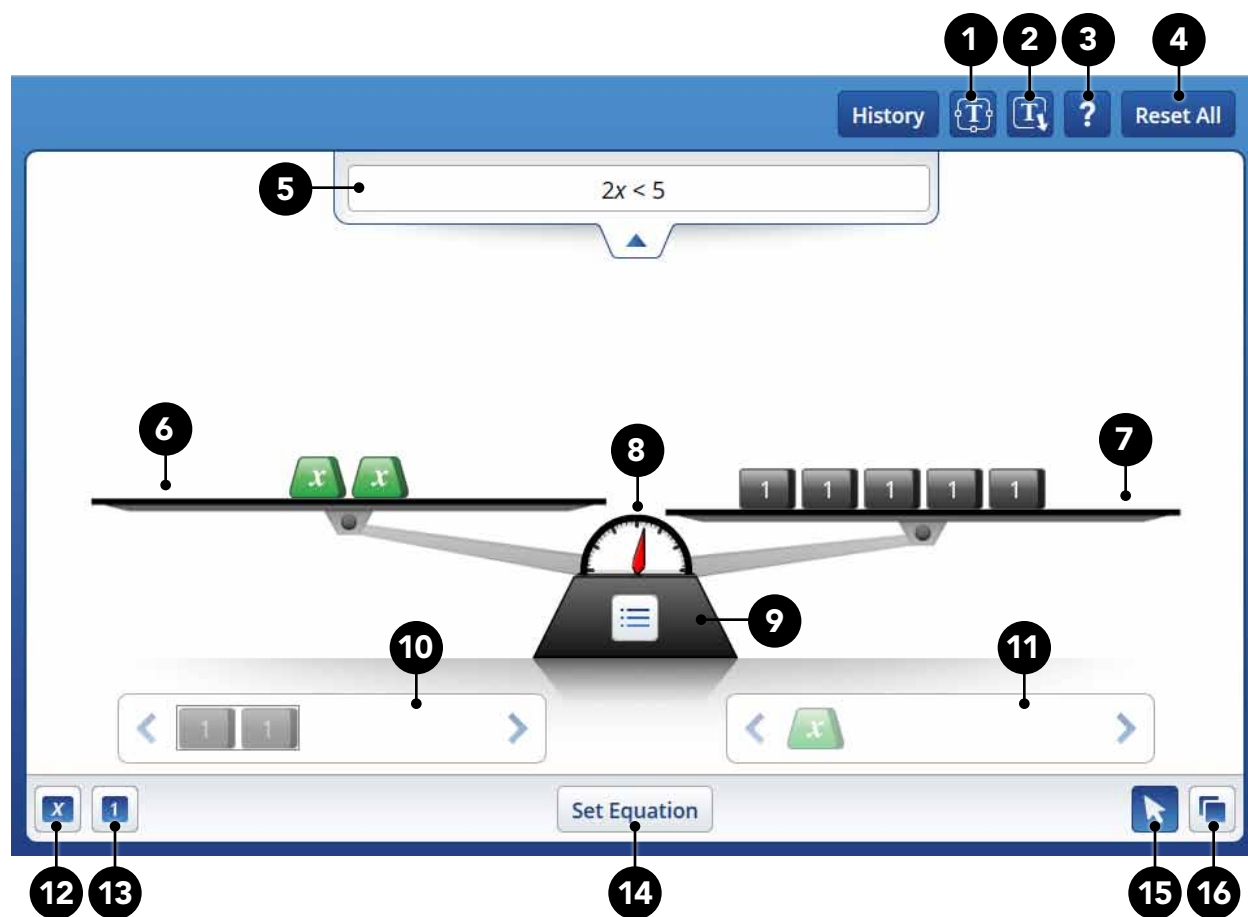 1 2 3 4
History T T ? Reset All
5 2x < 5
6 7
8
x x 1 1 1 1 1
9
10 11
1 1 x
X 1 Set Equation
12 13 14 15 16